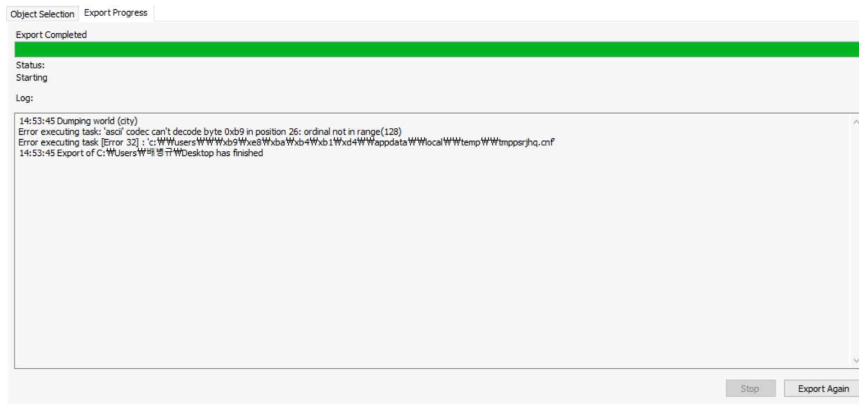 Object Selection Export Progress
Export Completed
Status:
Starting
Log:
14:53:45 Dumping world (city)
Error executing task: 'ascii' codec can't decode byte 0xb9 in position 26: ordinal not in range(128)
Error executing task [Error 32] : 'c:₩₩users₩₩₩xb9₩xe8₩xba₩xb4₩xb1₩xd4₩₩appdata₩₩local₩₩temp₩₩tmppsrjhq.cnf'
14:53:45 Export of C:₩Users₩배병규₩Desktop has finished
Stop Export Again